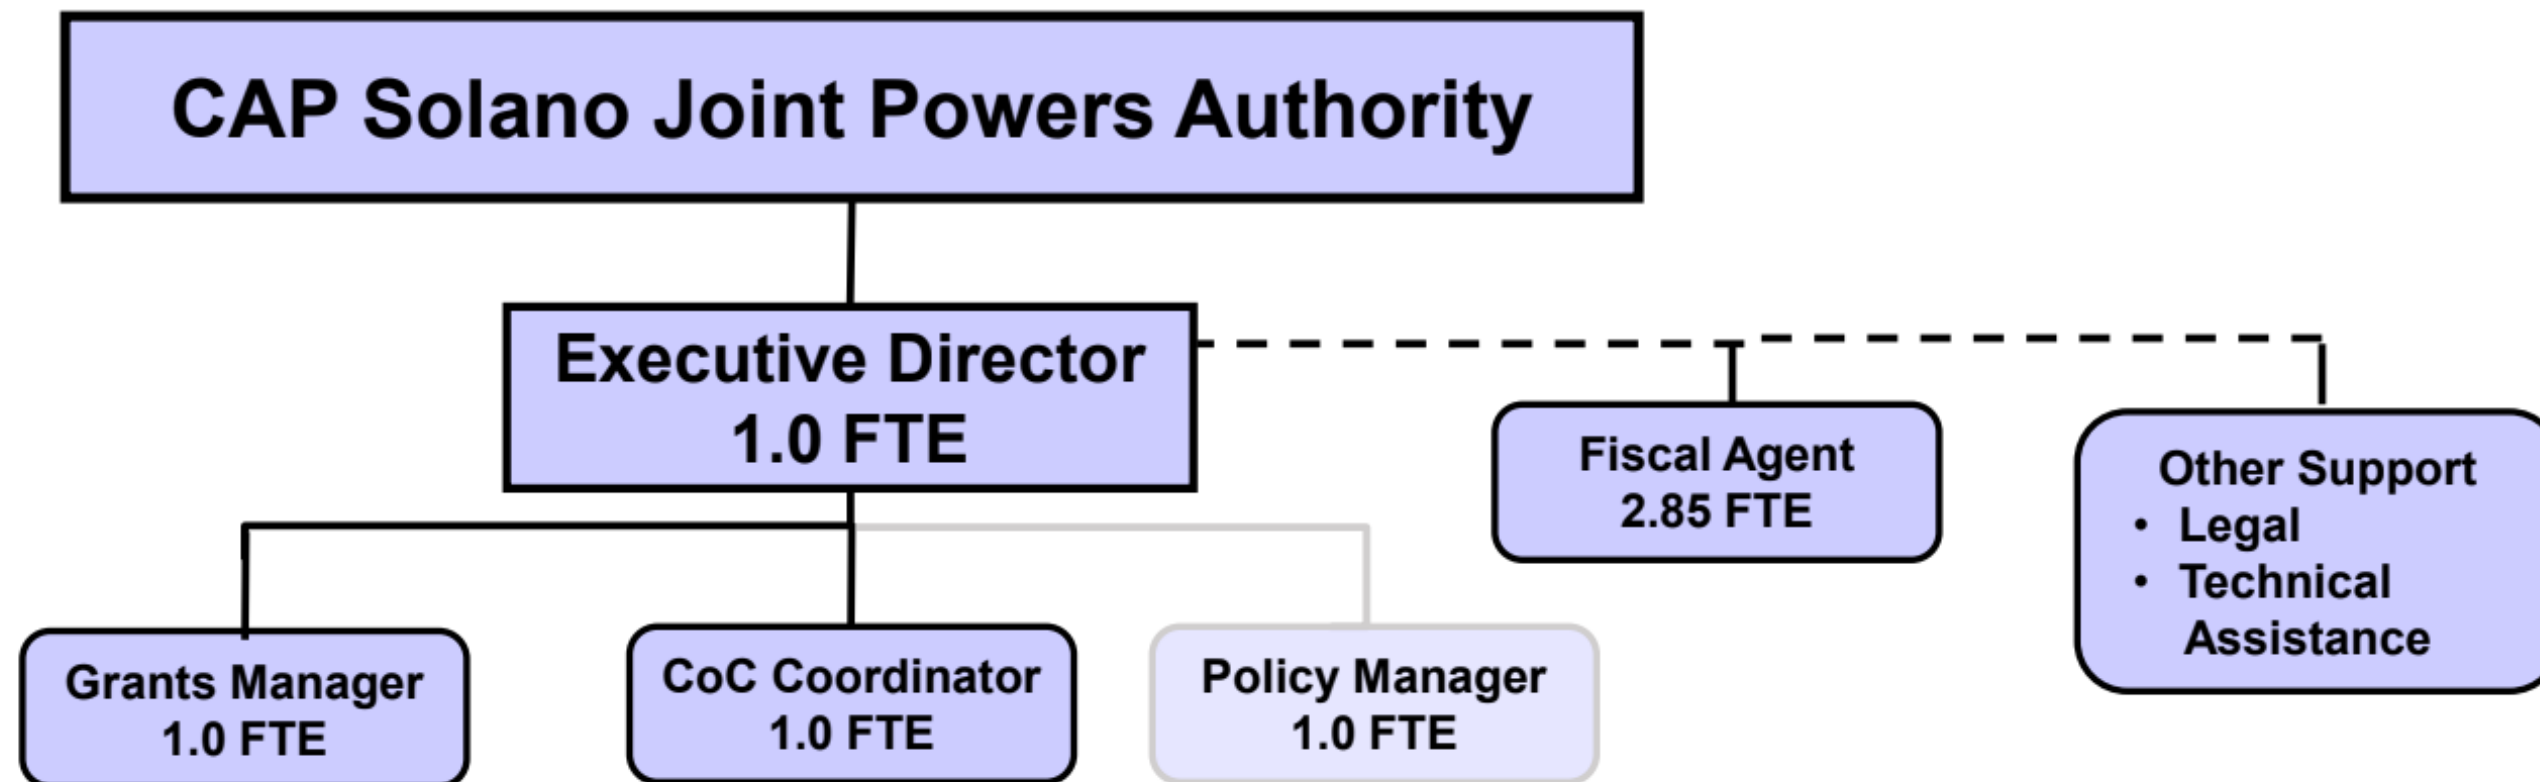 CAP Solano Joint Powers Authority
Executive Director
1.0 FTE
Fiscal Agent
2.85 FTE
Other Support
• Legal
• Technical
Assistance
Grants Manager
1.0 FTE
CoC Coordinator
1.0 FTE
Policy Manager
1.0 FTE